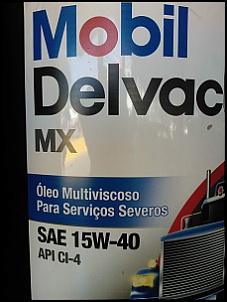 Mobil
Delvac
MX
Óleo Multiviscoso
Para Serviços Severos
SAE 15W-40
API CI-4